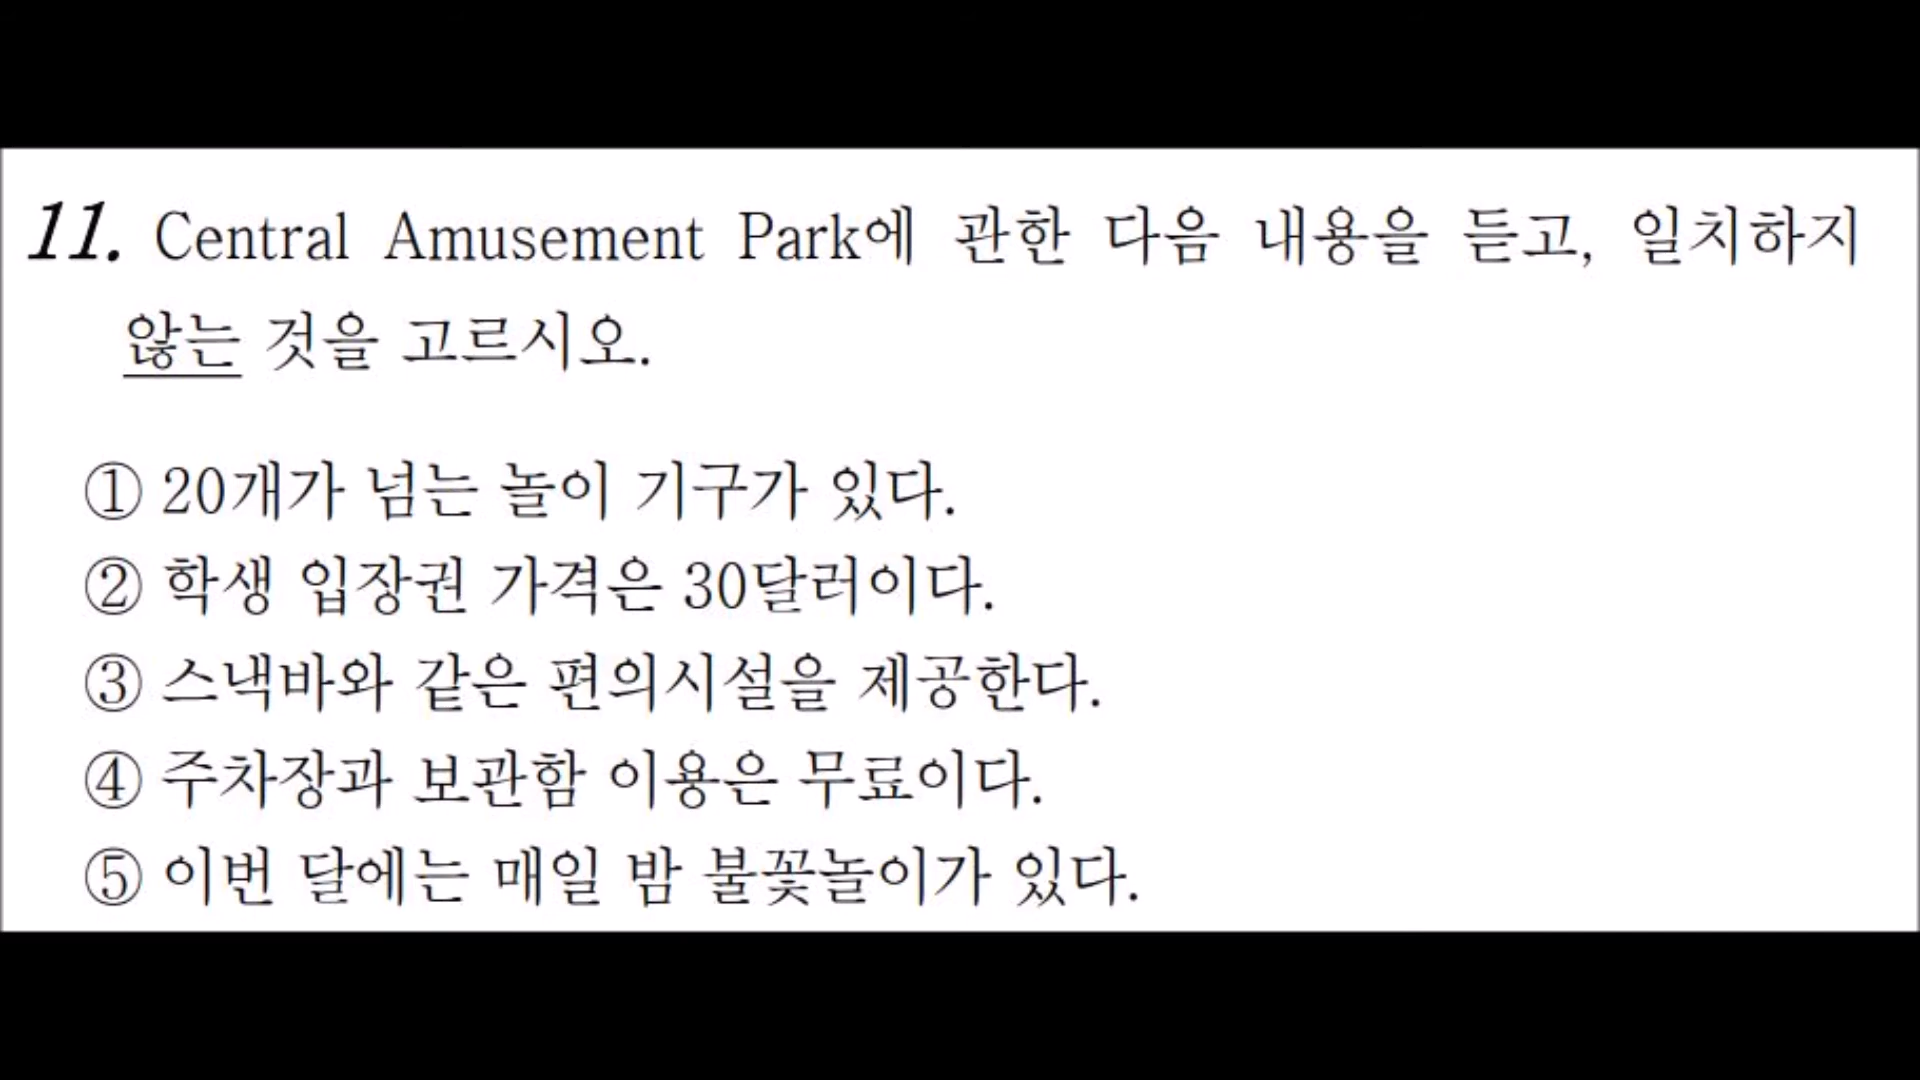 11. Central Amusement Park에 관한 다음 내용을 듣고, 일치하지
않는 것을 고르시오.
① 20개가 넘는 놀이 기구가 있다.
② 학생 입장권 가격은 30달러이다.
③ 스낵바와 같은 편의시설을 제공한다.
④ 주차장과 보관함 이용은 무료이다.
⑤ 이번 달에는 매일 밤 불꽃놀이가 있다.